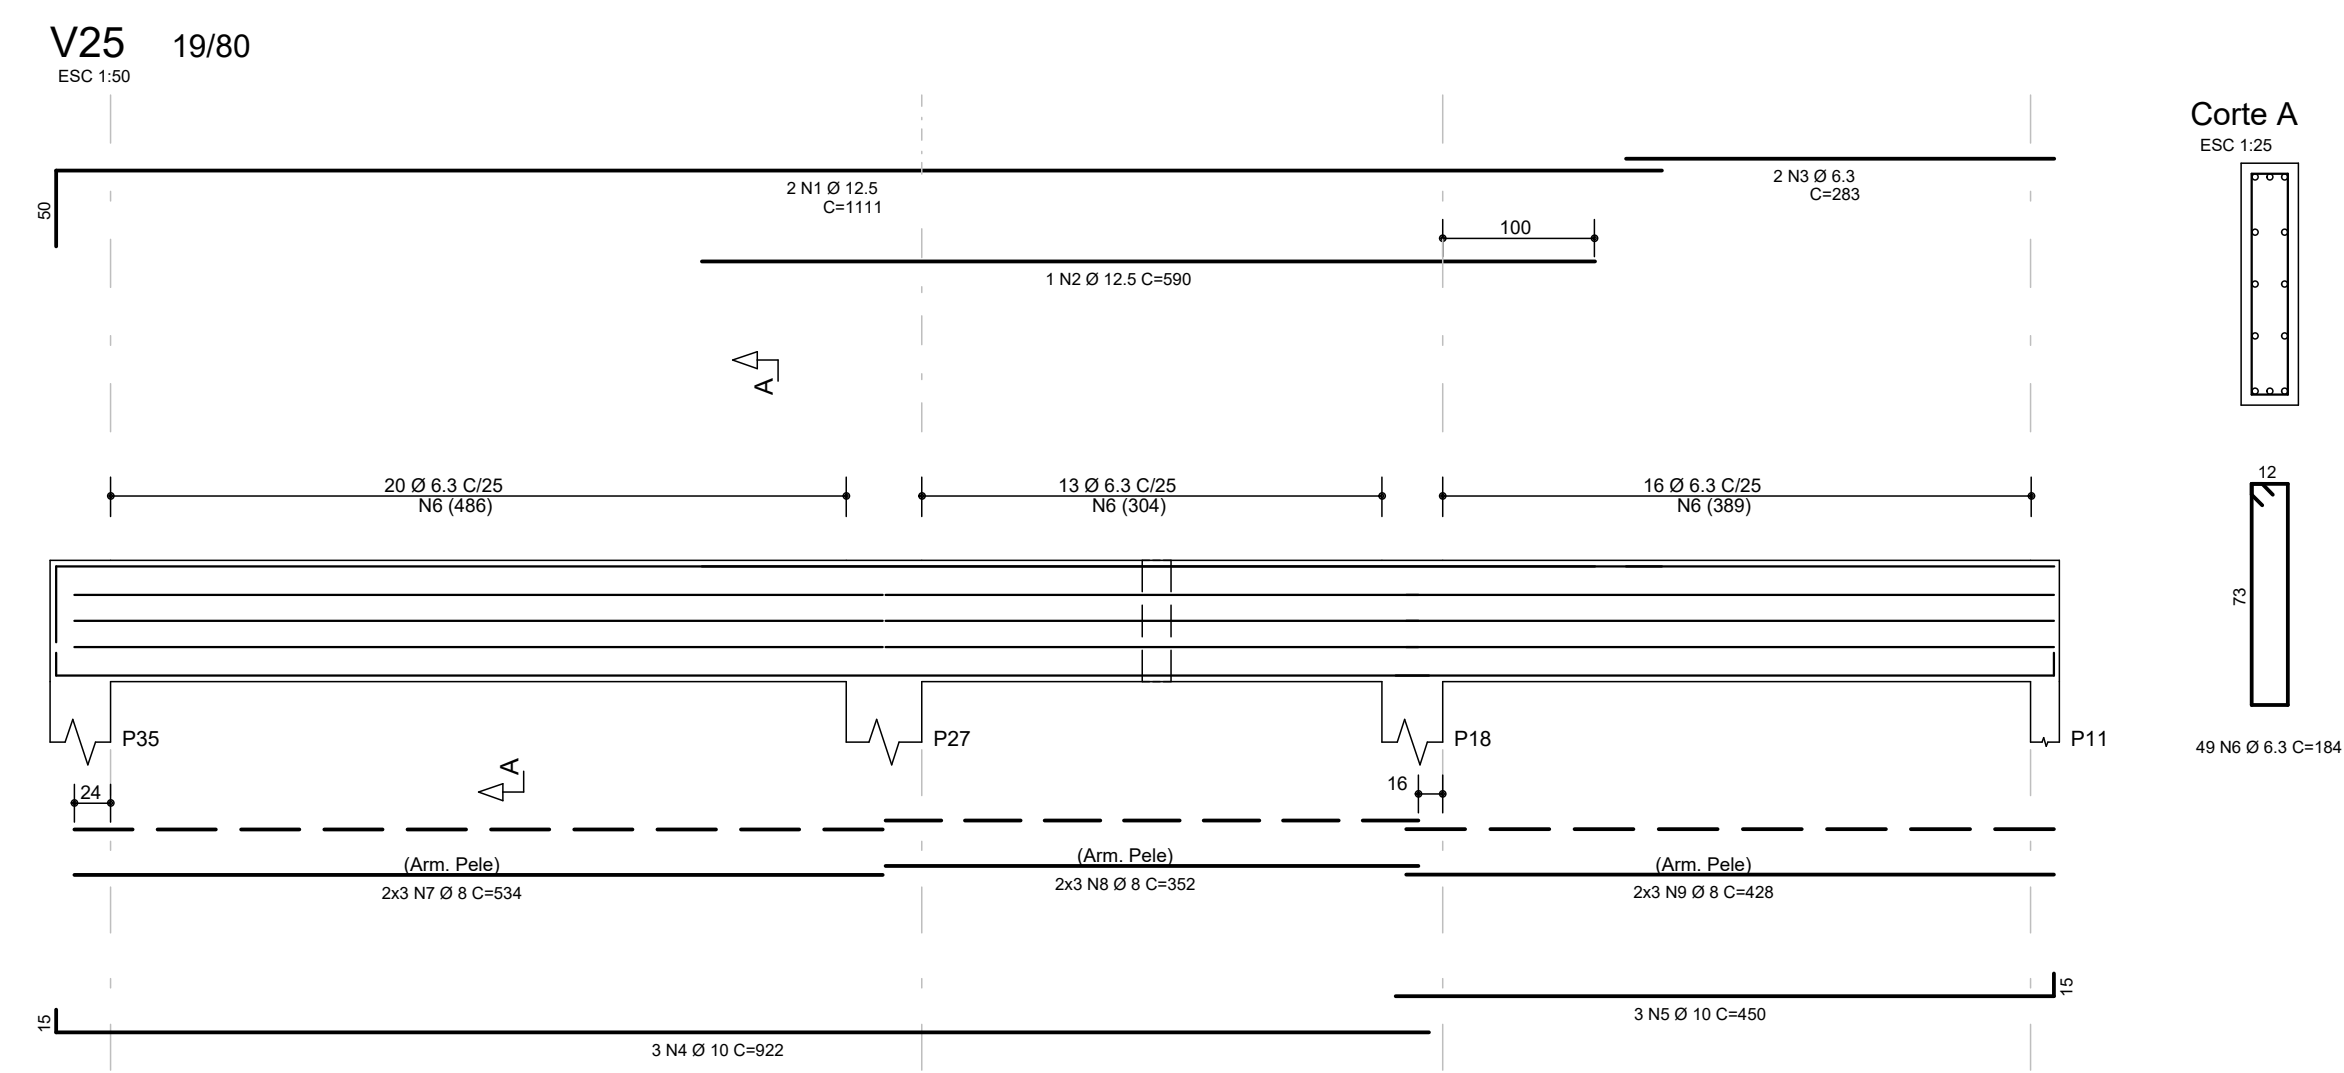 V25 19/80
ESC 1:50
Corte A
ESC 1:25
50
2 N1 Ø 12.5
C=1111
2 N3 Ø 6.3
C=283
100
1 N2 Ø 12.5 C=590
A
20 Ø 6.3 C/25
N6 (486)
13 Ø 6.3 C/25
N6 (304)
16 Ø 6.3 C/25
N6 (389)
12
73
49 N6 Ø 6.3 C=184
P35
P27
P18
P11
A
24
16
(Arm. Pele)
2x3 N7 Ø 8 C=534
(Arm. Pele)
2x3 N8 Ø 8 C=352
(Arm. Pele)
2x3 N9 Ø 8 C=428
15
3 N5 Ø 10 C=450
15
3 N4 Ø 10 C=922